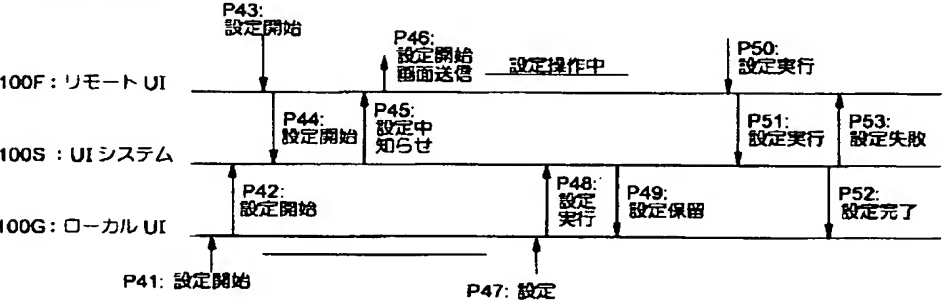 P43:
設定開始
P46:
設定開始
画面送信
設定操作中
P50:
設定実行
100F：リモート UI
P44:
設定開始
P45:
設定中
知らせ
P51:
設定実行
P53:
設定失敗
100S：UI システム
P42:
設定開始
P48:
設定
実行
P49:
設定保留
P52:
設定完了
100G：ローカル UI
P41: 設定開始
P47: 設定